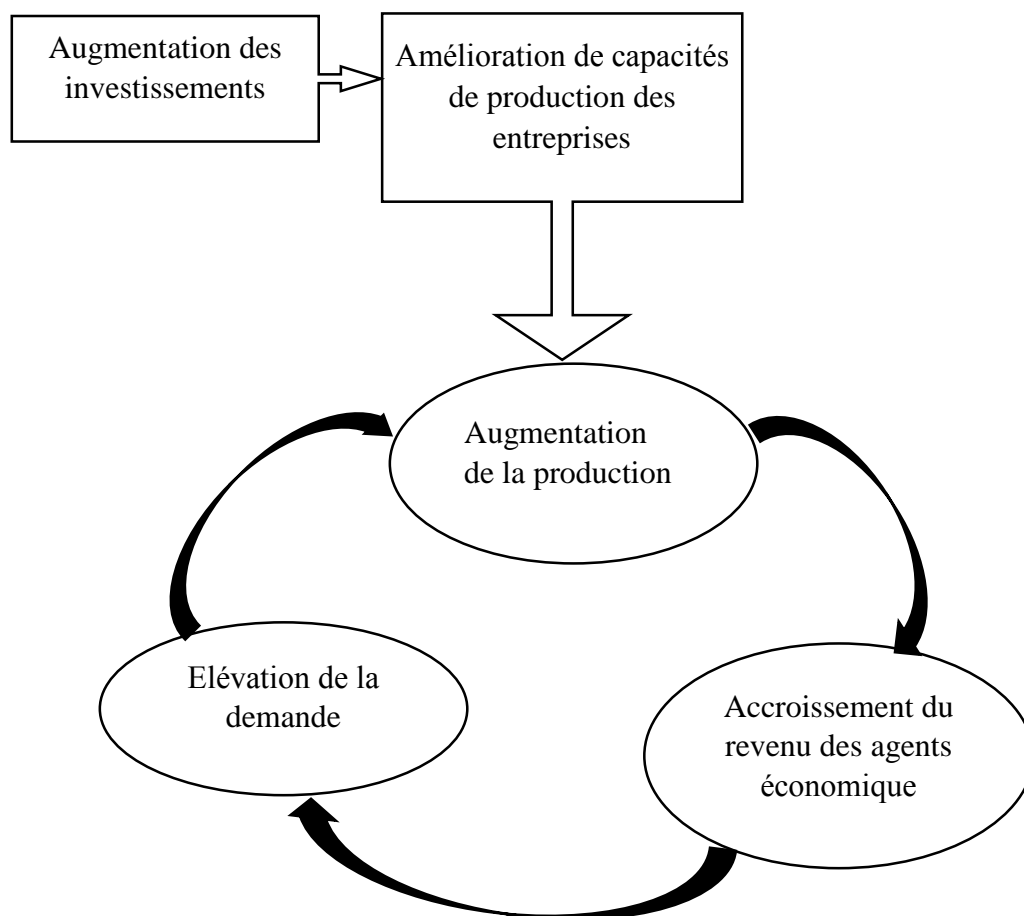 Augmentation des
investissements
Amélioration de capacités
de production des
entreprises
Augmentation
de la production
Elévation de la
demande
Accroissement du
revenu des agents
économique